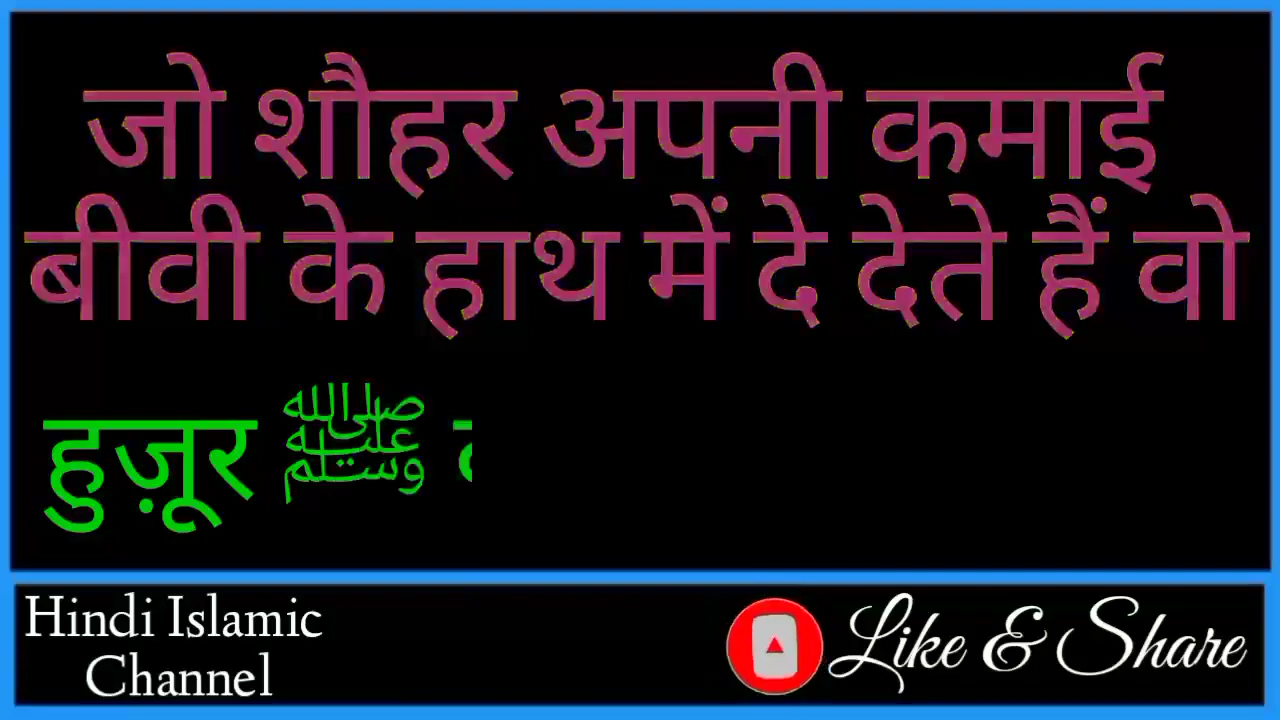 जो शौहर अपनी कमाई
बीवी के हाथ में दे देते हैं वो
हुज़ूर ﷺ
Hindi Islamic
Channel
Like & Share